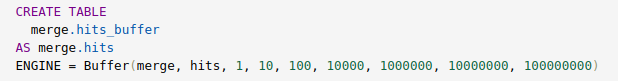 CREATE TABLE
merge.hits_buffer
AS merge.hits
ENGINE = Buffer(merge, hits, 1, 10, 100, 10000, 1000000, 10000000, 100000000)